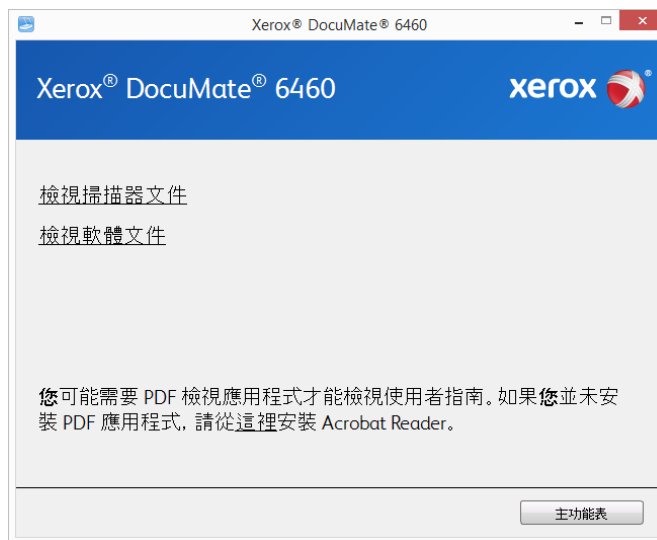 Xerox® DocuMate® 6460
Xerox® DocuMate® 6460
xerox ®
檢視掃描器文件
檢視軟體文件
您可能需要 PDF 檢視應用程式才能檢視使用者指南。如果您並未安
裝 PDF 應用程式, 請從這裡安裝 Acrobat Reader。
主功能表